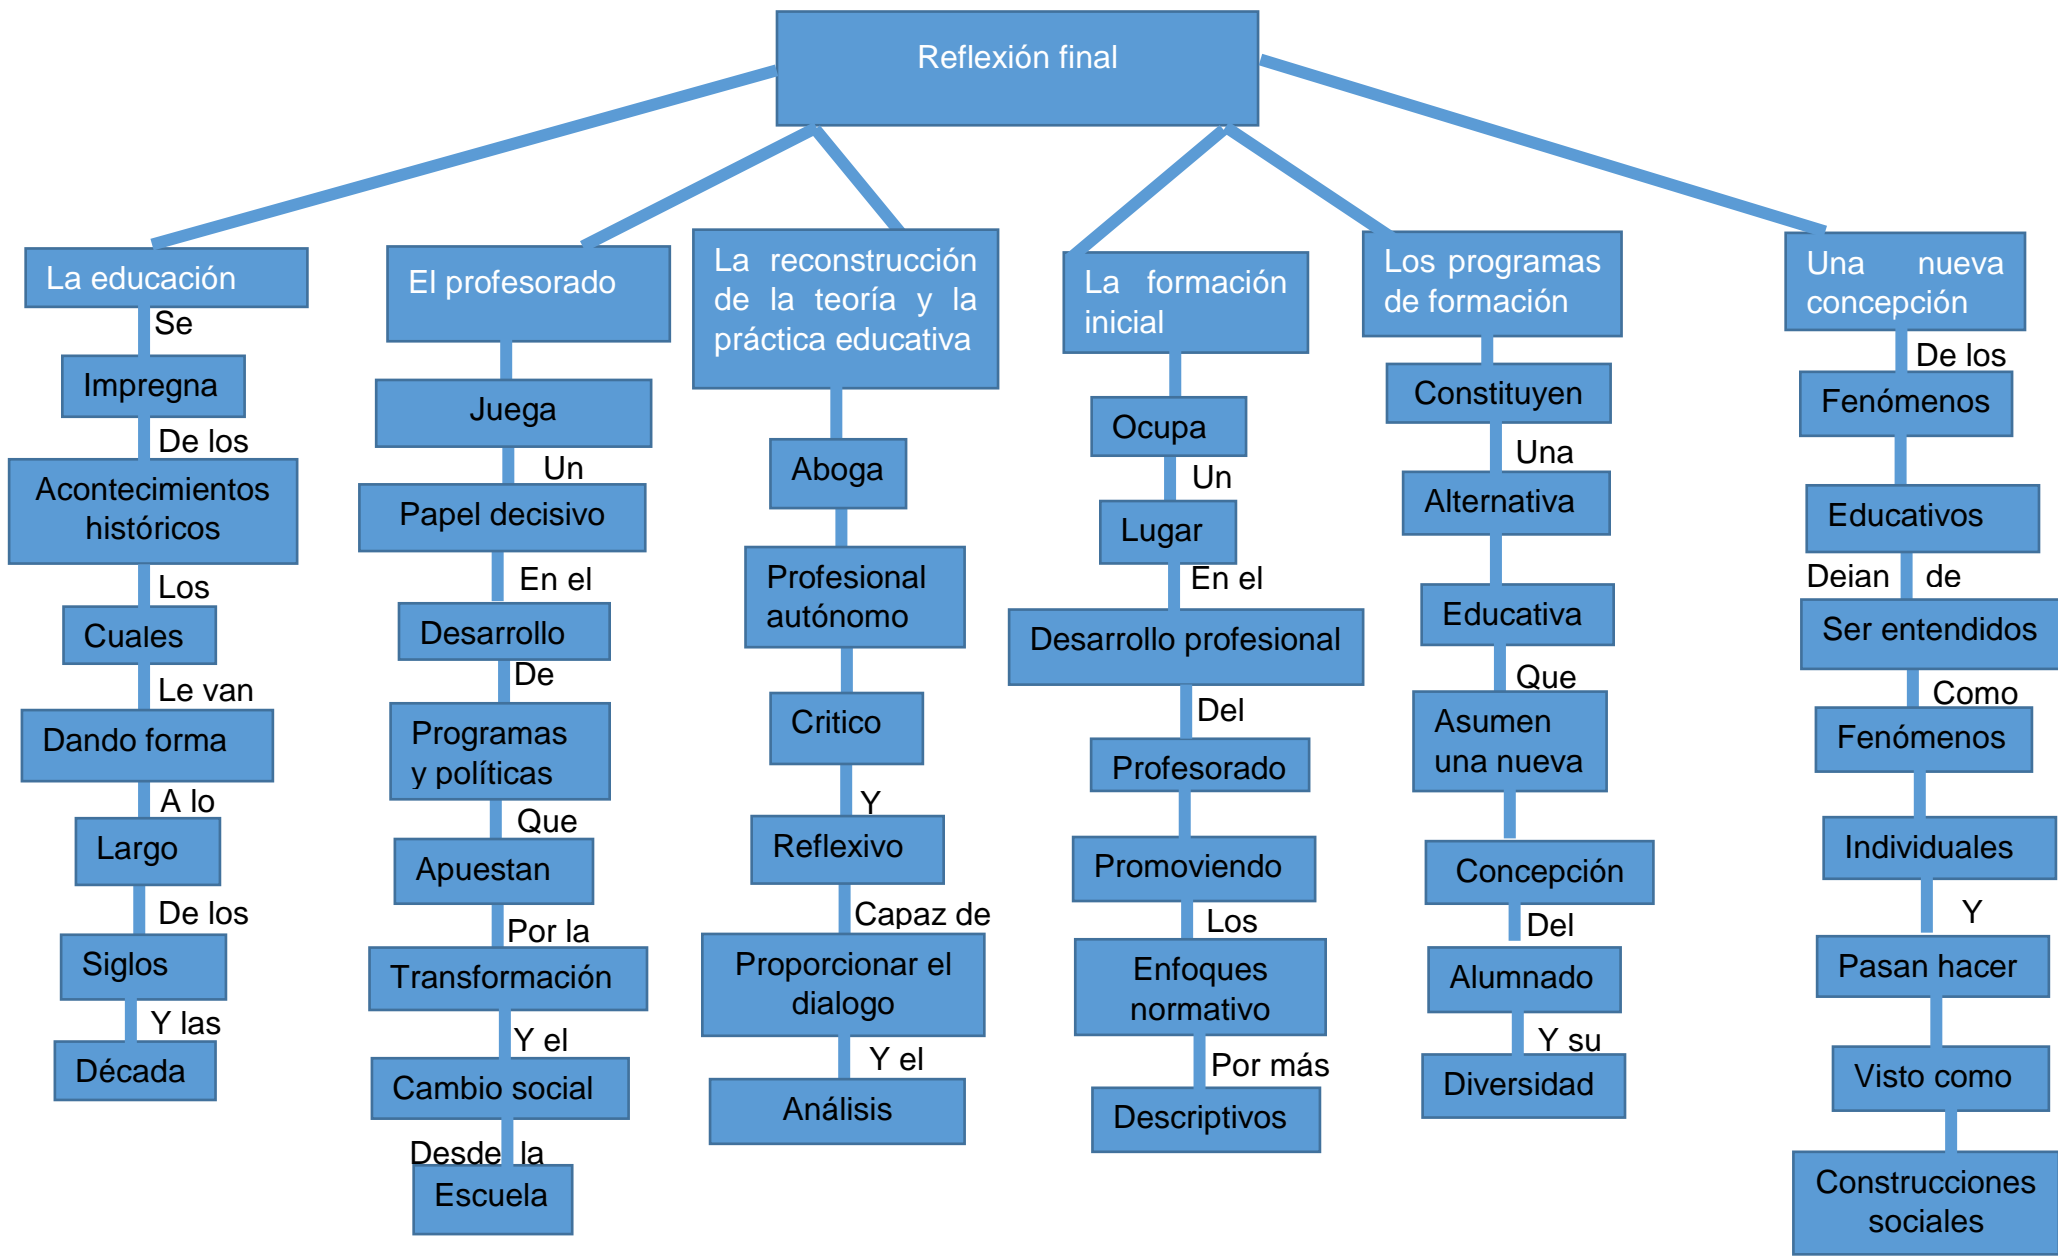 Reflexión final
La educación
Se
Impregna
De los
Acontecimientos
históricos
Los
Cuales
Le van
Dando forma
A lo
Largo
De los
Siglos
Y las
Década
El profesorado
Juega
Un
Papel decisivo
En el
Desarrollo
De
Programas
y políticas
Que
Apuestan
Por la
Transformación
Y el
Cambio social
Desde la
Escuela
La reconstrucción
de la teoría y la
práctica educativa
Aboga
Profesional
autónomo
Critico
Y
Reflexivo
Capaz de
Proporcionar el
dialogo
Y el
Análisis
La formación
inicial
Ocupa
Un
Lugar
En el
Desarrollo profesional
Del
Profesorado
Promoviendo
Los
Enfoques
normativo
Por más
Descriptivos
Los programas
de formación
Constituyen
Una
Alternativa
Educativa
Que
Asumen
una nueva
Concepción
Del
Alumnado
Y su
Diversidad
Una nueva
concepción
De los
Fenómenos
Educativos
Deian de
Ser entendidos
Como
Fenómenos
Individuales
Y
Pasan hacer
Visto como
Construcciones
sociales